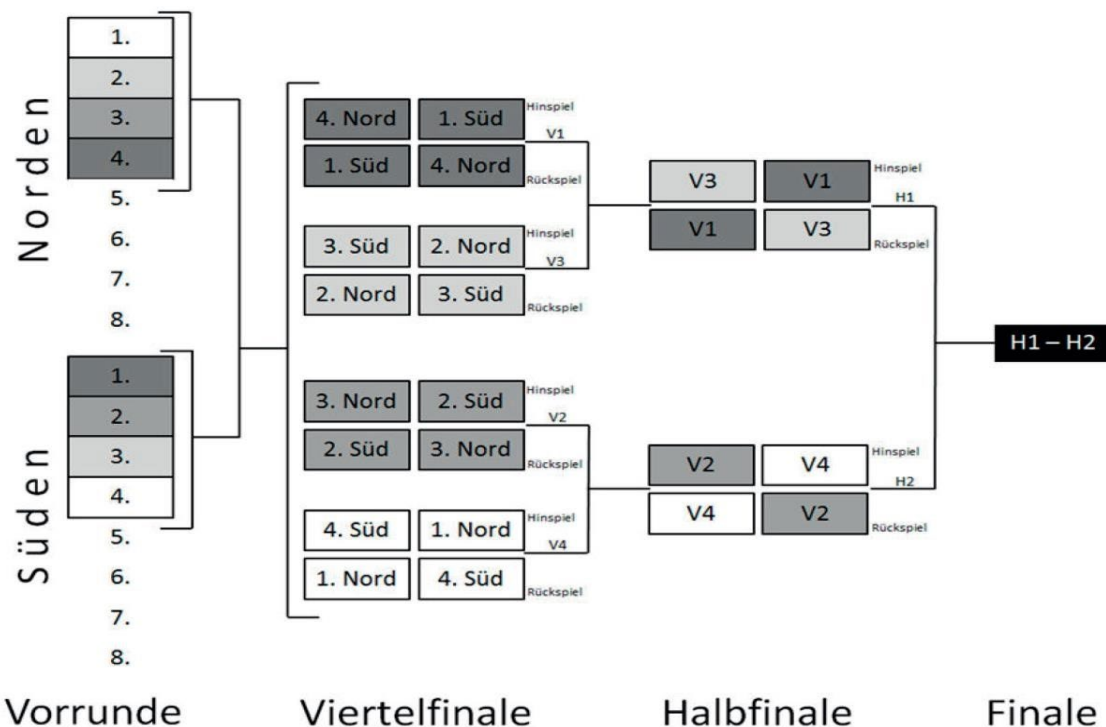 Norden
1.
2.
3.
4.
5.
6.
7.
8.
Süden
1.
2.
3.
4.
5.
6.
7.
8.
4. Nord 1. Süd Hinspiel
V1
1. Süd 4. Nord Rückspiel
3. Süd 2. Nord Hinspiel
V3
2. Nord 3. Süd Rückspiel
3. Nord 2. Süd Hinspiel
V2
2. Süd 3. Nord Rückspiel
4. Süd 1. Nord Hinspiel
V4
1. Nord 4. Süd Rückspiel
V3 V1 Hinspiel
H1
V1 V3 Rückspiel
V2 V4 Hinspiel
H2
V4 V2 Rückspiel
H1 – H2
Vorrunde Viertelfinale Halbfinale Finale